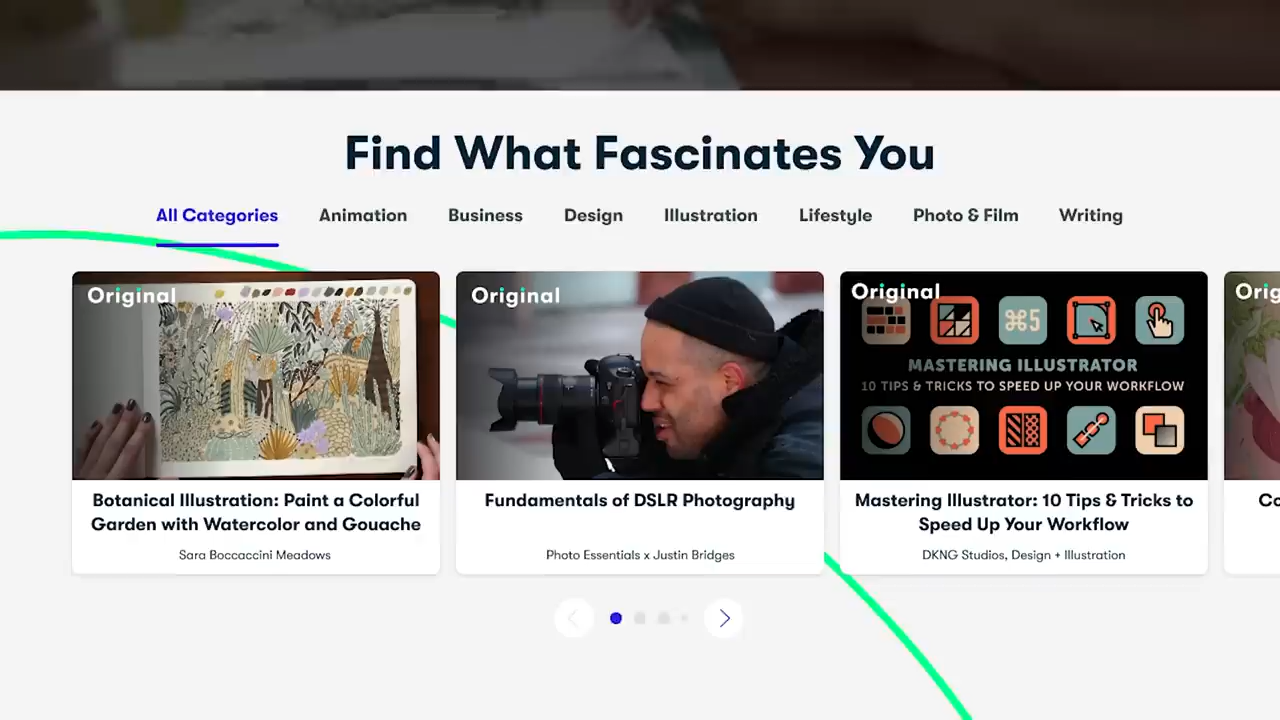 Find What Fascinates You
All Categories Animation Business Design Illustration Lifestyle Photo & Film Writing
Original
Original
Original
⌘5
MASTERING ILLUSTRATOR
10 TIPS & TRICKS TO SPEED UP YOUR WORKFLOW
Botanical Illustration: Paint a Colorful
Garden with Watercolor and Gouache
Sara Boccaccini Meadows
Fundamentals of DSLR Photography
Photo Essentials x Justin Bridges
Mastering Illustrator: 10 Tips & Tricks to
Speed Up Your Workflow
DKNG Studios, Design + Illustration